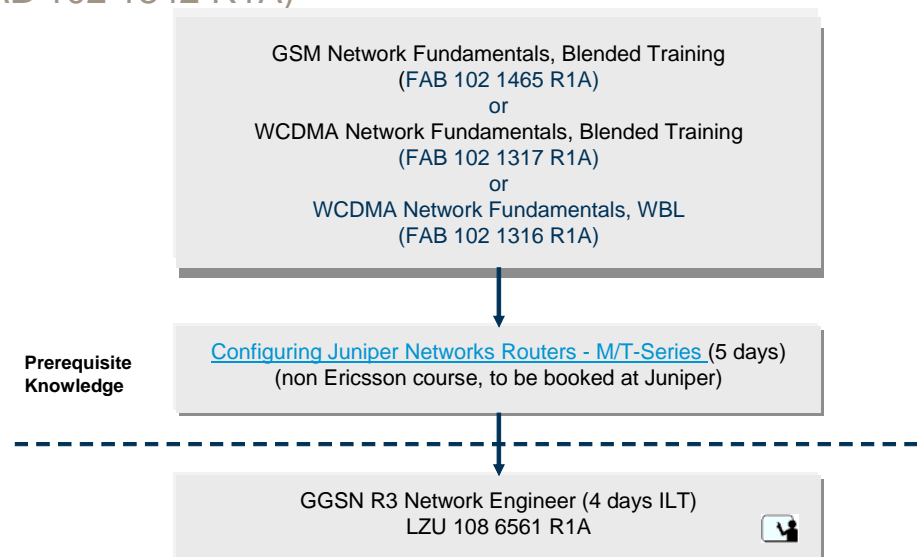 GSM Network Fundamentals, Blended Training
(FAB 102 1465 R1A)
or
WCDMA Network Fundamentals, Blended Training
(FAB 102 1317 R1A)
or
WCDMA Network Fundamentals, WBL
(FAB 102 1316 R1A)
Prerequisite
Knowledge
Configuring Juniper Networks Routers - M/T-Series (5 days)
(non Ericsson course, to be booked at Juniper)
GGSN R3 Network Engineer (4 days ILT)
LZU 108 6561 R1A